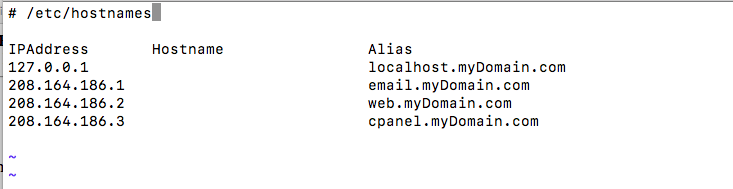 # /etc/hostnames
IPAddress Hostname Alias
127.0.0.1 localhost.myDomain.com
208.164.186.1 email.myDomain.com
208.164.186.2 web.myDomain.com
208.164.186.3 cpanel.myDomain.com
~
~